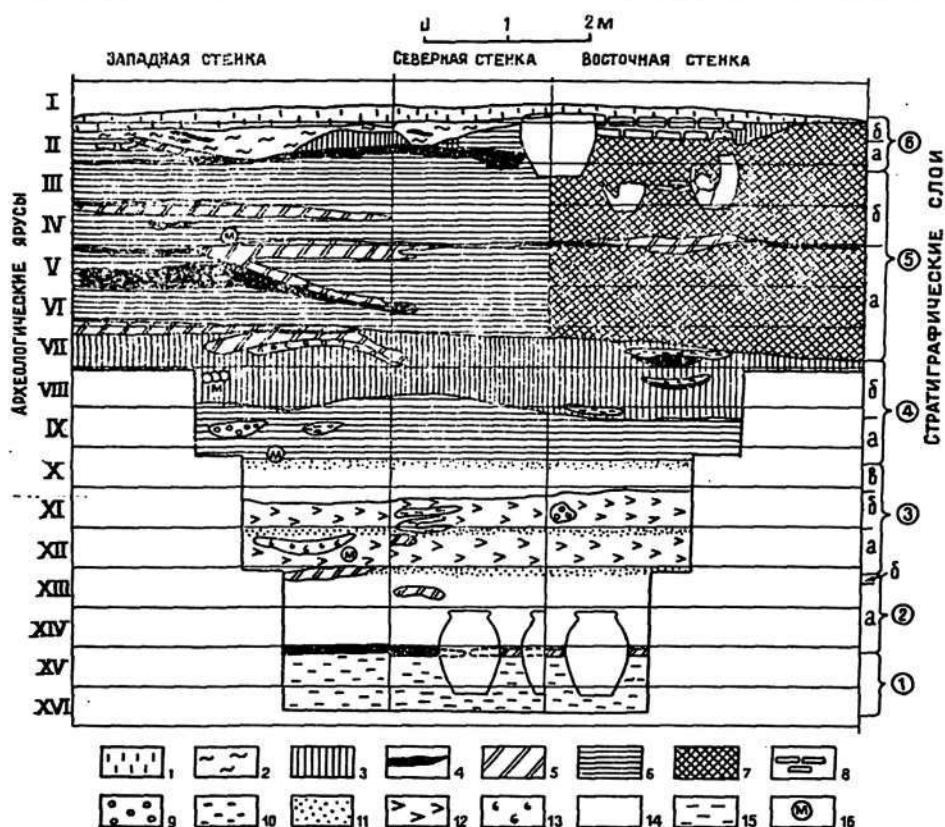 0 1 2 М
ЗАПАДНАЯ СТЕНКА СЕВЕРНАЯ СТЕНКА ВОСТОЧНАЯ СТЕНКА
АРХЕОЛОГИЧЕСКИЕ ЯРУСЫ
I
II
III
IV
V
VI
VII
VIII
IX
X
XI
XII
XIII
XIV
XV
XVI
М
М
М
М
б
а
6
б
а
5
б
а
4
в
б
а
3
б
а
2
1
СТРАТИГРАФИЧЕСКИЕ СЛОИ
1 2 3 4 5 6 7 8
9 10 11 12 13 14 15 М 16